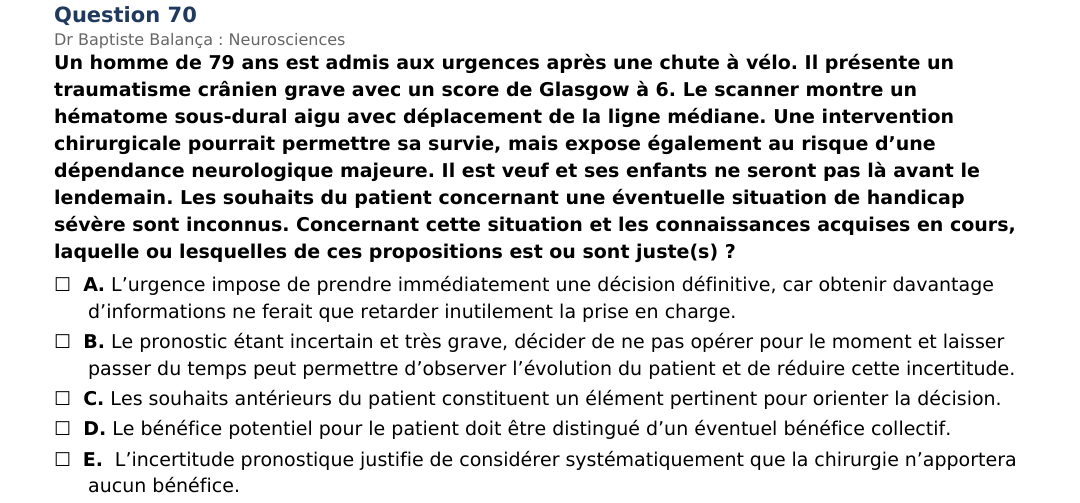 Question 70
Dr Baptiste Balança : Neurosciences
Un homme de 79 ans est admis aux urgences après une chute à vélo. Il présente un
traumatisme crânien grave avec un score de Glasgow à 6. Le scanner montre un
hématome sous-dural aigu avec déplacement de la ligne médiane. Une intervention
chirurgicale pourrait permettre sa survie, mais expose également au risque d’une
dépendance neurologique majeure. Il est veuf et ses enfants ne seront pas là avant le
lendemain. Les souhaits du patient concernant une éventuelle situation de handicap
sévère sont inconnus. Concernant cette situation et les connaissances acquises en cours,
laquelle ou lesquelles de ces propositions est ou sont juste(s) ?
☐ A. L’urgence impose de prendre immédiatement une décision définitive, car obtenir davantage
d’informations ne ferait que retarder inutilement la prise en charge.
☐ B. Le pronostic étant incertain et très grave, décider de ne pas opérer pour le moment et laisser
passer du temps peut permettre d’observer l’évolution du patient et de réduire cette incertitude.
☐ C. Les souhaits antérieurs du patient constituent un élément pertinent pour orienter la décision.
☐ D. Le bénéfice potentiel pour le patient doit être distingué d’un éventuel bénéfice collectif.
☐ E. L’incertitude pronostique justifie de considérer systématiquement que la chirurgie n’apportera
aucun bénéfice.